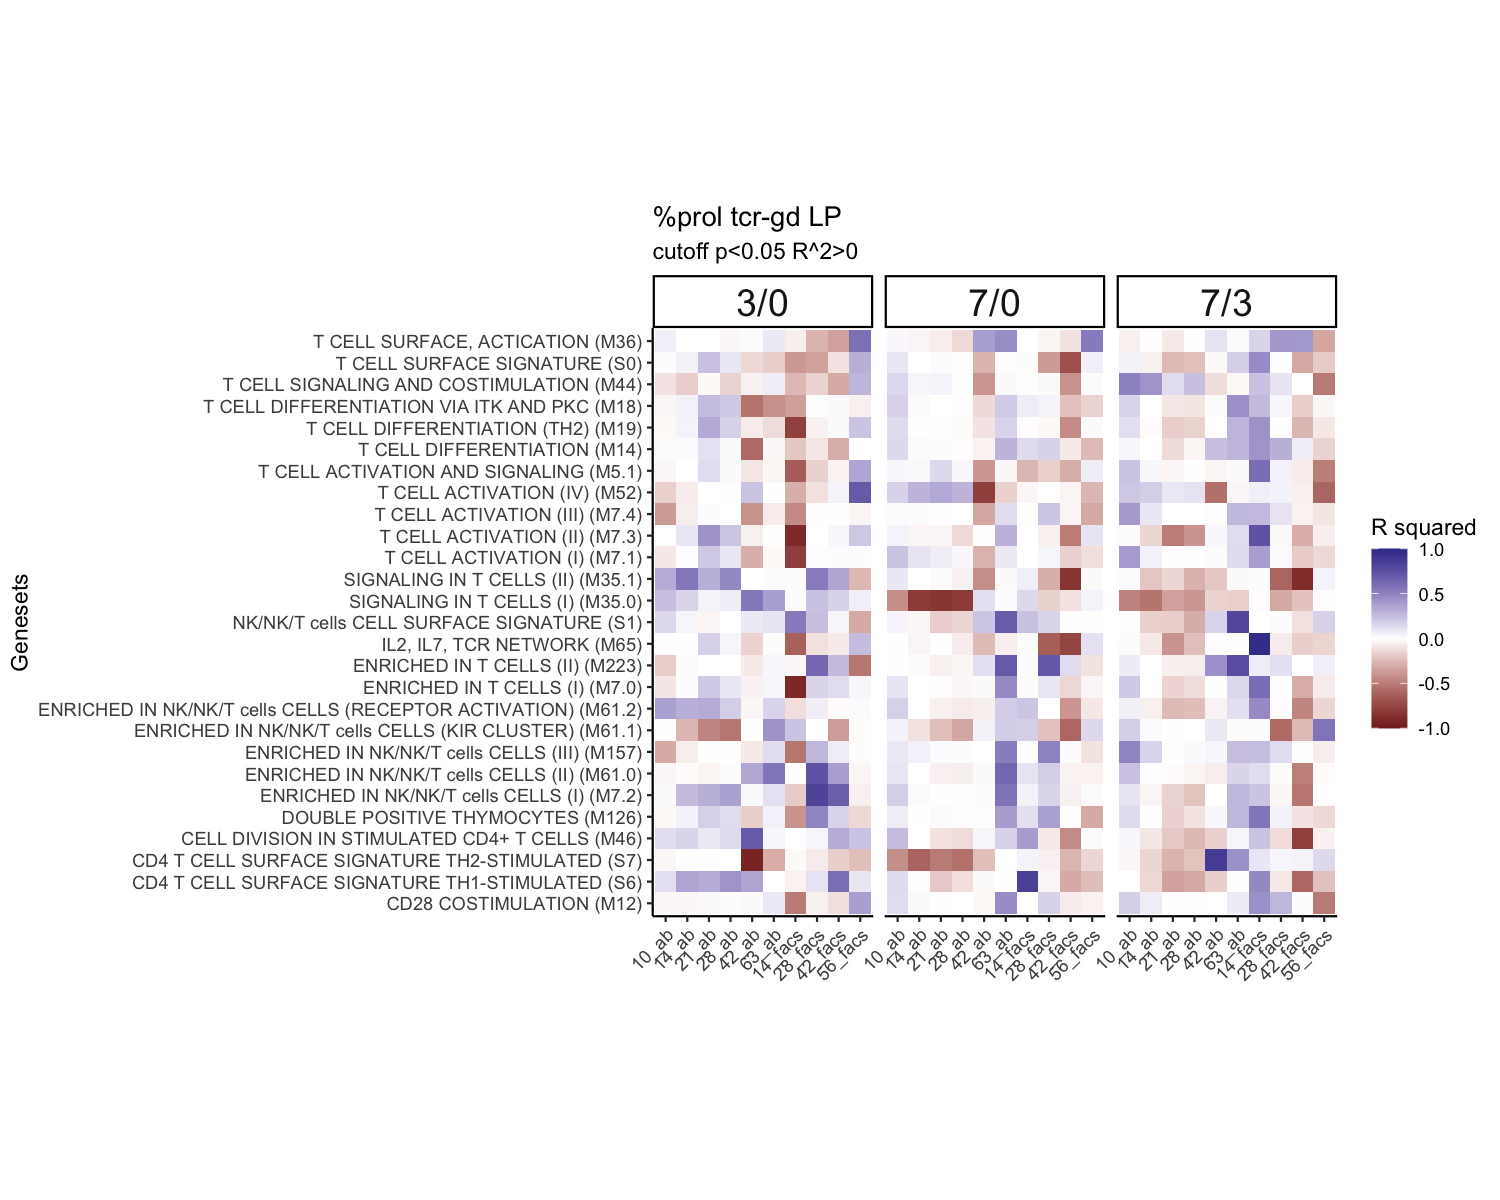 %prol tcr-gd LP
cutoff p<0.05 R^2>0
3/0
7/0
7/3
T CELL SURFACE, ACTICATION (M36)
T CELL SURFACE SIGNATURE (S0)
T CELL SIGNALING AND COSTIMULATION (M44)
T CELL DIFFERENTIATION VIA ITK AND PKC (M18)
T CELL DIFFERENTIATION (TH2) (M19)
T CELL DIFFERENTIATION (M14)
T CELL ACTIVATION AND SIGNALING (M5.1)
T CELL ACTIVATION (IV) (M52)
T CELL ACTIVATION (III) (M7.4)
T CELL ACTIVATION (II) (M7.3)
T CELL ACTIVATION (I) (M7.1)
SIGNALING IN T CELLS (II) (M35.1)
SIGNALING IN T CELLS (I) (M35.0)
NK/NK/T cells CELL SURFACE SIGNATURE (S1)
IL2, IL7, TCR NETWORK (M65)
ENRICHED IN T CELLS (II) (M223)
ENRICHED IN T CELLS (I) (M7.0)
ENRICHED IN NK/NK/T cells CELLS (RECEPTOR ACTIVATION) (M61.2)
ENRICHED IN NK/NK/T cells CELLS (KIR CLUSTER) (M61.1)
ENRICHED IN NK/NK/T cells CELLS (III) (M157)
ENRICHED IN NK/NK/T cells CELLS (II) (M61.0)
ENRICHED IN NK/NK/T cells CELLS (I) (M7.2)
DOUBLE POSITIVE THYMOCYTES (M126)
CELL DIVISION IN STIMULATED CD4+ T CELLS (M46)
CD4 T CELL SURFACE SIGNATURE TH2-STIMULATED (S7)
CD4 T CELL SURFACE SIGNATURE TH1-STIMULATED (S6)
CD28 COSTIMULATION (M12)
Genesets
10_ab
14_ab
21_ab
28_ab
42_ab
63_ab
14_facs
28_facs
42_facs
56_facs
10_ab
14_ab
21_ab
28_ab
42_ab
63_ab
14_facs
28_facs
42_facs
56_facs
10_ab
14_ab
21_ab
28_ab
42_ab
63_ab
14_facs
28_facs
42_facs
56_facs
R squared
1.0
0.5
0.0
-0.5
-1.0